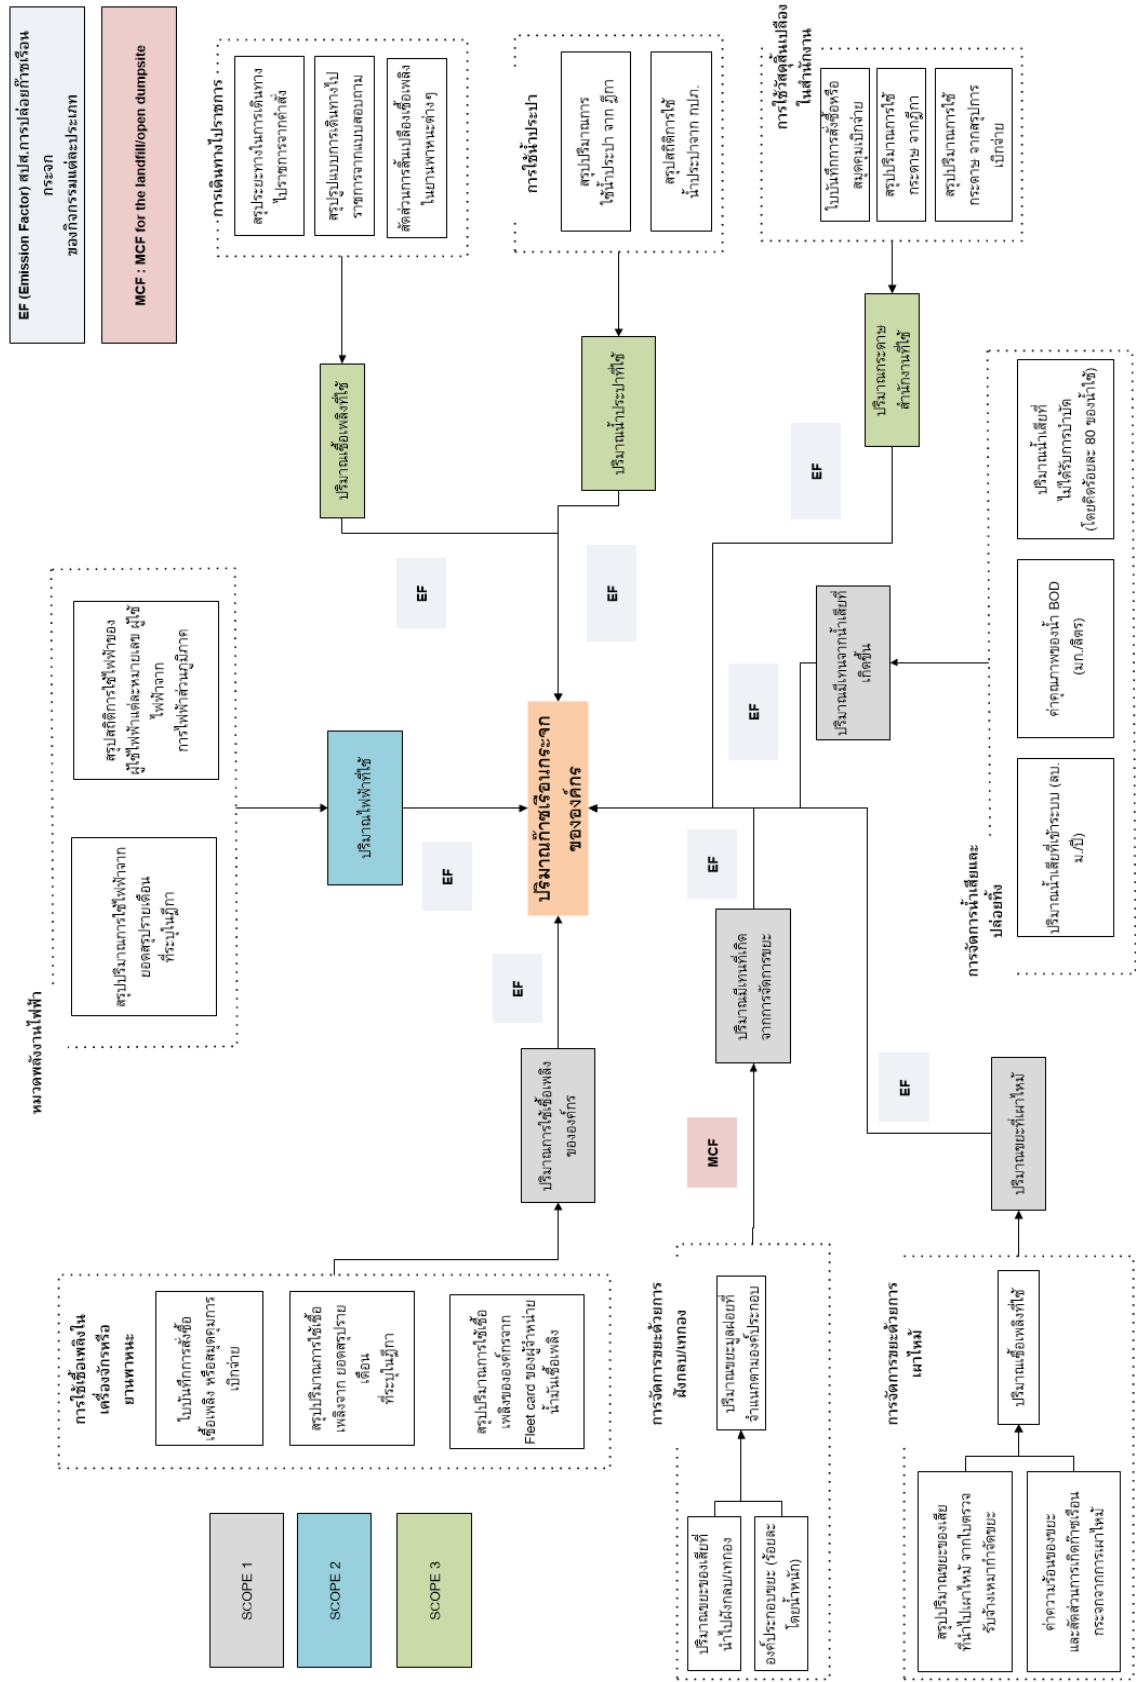 การใช้เชื้อเพลิงใน
เครื่องจักรหรือ
ยานพาหนะ
ใบบันทึกการสั่งซื้อ
เชื้อเพลิง หรือสมุดคุมการ
เบิกจ่าย
สรุปปริมาณการใช้เชื้อ
เพลิงจาก ยอดสรุปราย
เดือน
ที่ระบุในฎีกา
สรุปปริมาณการใช้เชื้อ
เพลิงขององค์กรจาก
Fleet card ของผู้จำหน่าย
น้ำมันเชื้อเพลิง
หมวดพลังงานไฟฟ้า
สรุปปริมาณการใช้ไฟฟ้าจาก
ยอดสรุปรายเดือน
ที่ระบุในฎีกา
สรุปสถิติการใช้ไฟฟ้าของ
ผู้ใช้ไฟฟ้าแต่ละหมายเลข ผู้ใช้
ไฟฟ้าจาก
การไฟฟ้าส่วนภูมิภาค
การเดินทางไปราชการ
สรุประยะทางในการเดินทาง
ไปราชการจากคำสั่ง
สรุปรูปแบบการเดินทางไป
ราชการจากแบบสอบถาม
สัดส่วนการสิ้นเปลืองเชื้อเพลิง
ในยานพาหนะต่างๆ
EF (Emission Factor) สปส.การปล่อยก๊าซเรือน
กระจก
ของกิจกรรมแต่ละประเภท
MCF : MCF for the landfill/open dumpsite
SCOPE 1
SCOPE 2
SCOPE 3
ปริมาณการใช้เชื้อเพลิง
ขององค์กร
EF
ปริมาณไฟฟ้าที่ใช้
EF
ปริมาณเชื้อเพลิงที่ใช้
EF
การใช้น้ำประปา
สรุปปริมาณการ
ใช้น้ำประปา จาก ฎีกา
สรุปสถิติการใช้
น้ำประปาจาก กปภ.
ปริมาณน้ำประปาที่ใช้
EF
ปริมาณก๊าซเรือนกระจก
ขององค์กร
การจัดการขยะด้วยการ
ฝังกลบ/เทกอง
ปริมาณขยะของเสียที่
นำไปฝังกลบ/เทกอง
องค์ประกอบขยะ (ร้อยละ
โดยน้ำหนัก)
ปริมาณขยะมูลฝอยที่
จำแนกตามองค์ประกอบ
MCF
ปริมาณมีเทนที่เกิด
จากการจัดการขยะ
EF
ปริมาณมีเทนจากน้ำเสียที่
เกิดขึ้น
EF
การใช้วัสดุสิ้นเปลือง
ในสำนักงาน
ใบบันทึกการสั่งซื้อหรือ
สมุดคุมเบิกจ่าย
สรุปปริมาณการใช้
กระดาษ จากฎีกา
สรุปปริมาณการใช้
กระดาษ จากสรุปการ
เบิกจ่าย
ปริมาณกระดาษ
สำนักงานที่ใช้
EF
การจัดการขยะด้วยการ
เผาไหม้
สรุปปริมาณขยะของเสีย
ที่นำไปเผาไหม้ จากใบตรวจ
รับจ้างเหมากำจัดขยะ
ค่าความร้อนของขยะ
และสัดส่วนการเกิดก๊าซเรือน
กระจกจากการเผาไหม้
ปริมาณเชื้อเพลิงที่ใช้
ปริมาณขยะที่เผาไหม้
EF
การจัดการน้ำเสียและ
ปล่อยทิ้ง
ปริมาณน้ำเสียที่เข้าระบบ (ลบ.
ม./ปี)
ค่าคุณภาพของน้ำ BOD
(มก./ลิตร)
ปริมาณน้ำเสียที่
ไม่ได้รับการบำบัด
(โดยคิดร้อยละ 80 ของน้ำใช้)